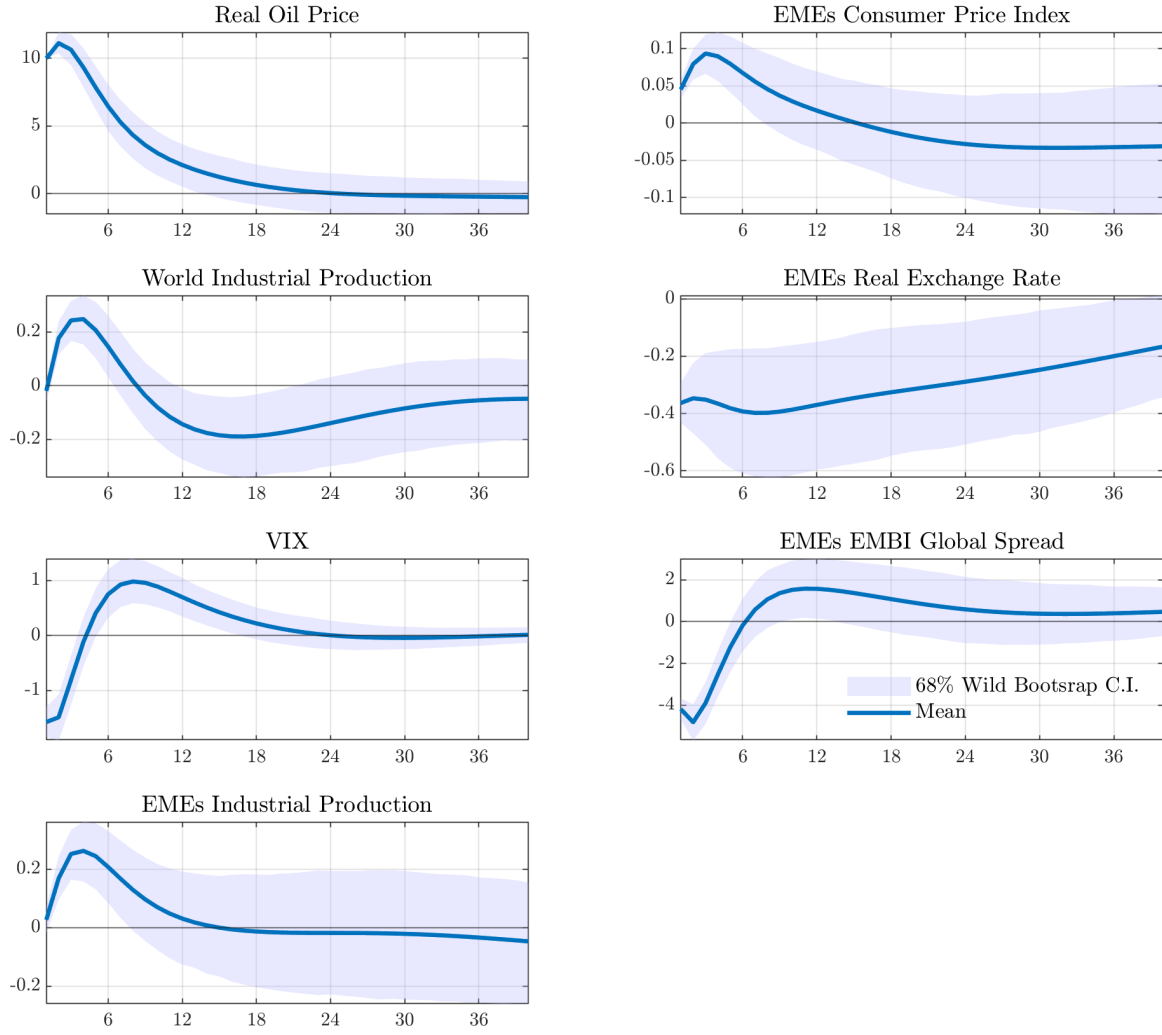 Real Oil Price
10
5
0
6 12 18 24 30 36
EMEs Consumer Price Index
0.1
0.05
0
-0.05
-0.1
6 12 18 24 30 36
World Industrial Production
0.2
0
-0.2
6 12 18 24 30 36
EMEs Real Exchange Rate
0
-0.2
-0.4
-0.6
6 12 18 24 30 36
VIX
1
0
-1
6 12 18 24 30 36
EMEs EMBI Global Spread
2
0
-2
-4
68% Wild Bootsrap C.I.
Mean
6 12 18 24 30 36
EMEs Industrial Production
0.2
0
-0.2
6 12 18 24 30 36